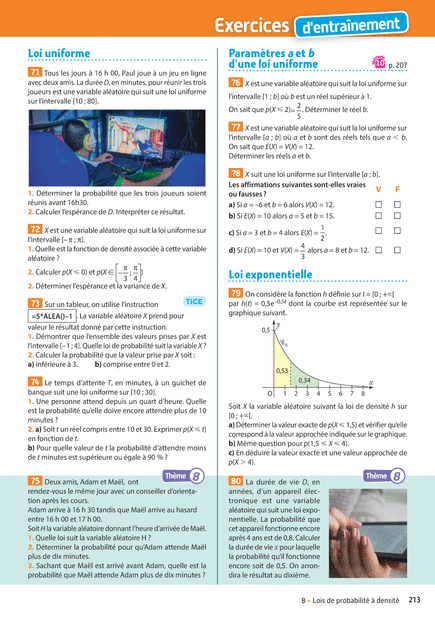 Exercices d'entraînement
Loi uniforme
71 Tous les jours à 16 h 00, Paul joue à un jeu en ligne
avec deux amis. La durée D, en minutes, pour réunir les trois
joueurs est une variable aléatoire qui suit une loi uniforme
sur l'intervalle [10 ; 80].
1. Déterminer la probabilité que les trois joueurs soient
réunis avant 16h30.
2. Calculer l'espérance de D. Interpréter ce résultat.
72 X est une variable aléatoire qui suit la loi uniforme sur
l'intervalle [– π ; π].
1. Quelle est la fonction de densité associée à cette variable
aléatoire ?
2. Calculer p(X ⩽ 0) et p(X ∈ [– π/3 ; π/4])
2. Déterminer l'espérance et la variance de X.
73 Sur un tableur, on utilise l'instruction TICE
=5*ALEA()–1 . La variable aléatoire X prend pour
valeur le résultat donné par cette instruction.
1. Démontrer que l'ensemble des valeurs prises par X est
l'intervalle [– 1 ; 4]. Quelle loi de probabilité suit la variable X ?
2. Calculer la probabilité que la valeur prise par X soit :
a) inférieure à 3. b) comprise entre 0 et 2.
74 Le temps d'attente T, en minutes, à un guichet de
banque suit une loi uniforme sur [10 ; 30].
1. Une personne attend depuis un quart d'heure. Quelle
est la probabilité qu'elle doive encore attendre plus de 10
minutes ?
2. a) Soit t un réel compris entre 10 et 30. Exprimer p(X ⩽ t)
en fonction de t.
b) Pour quelle valeur de t la probabilité d'attendre moins
de t minutes est supérieure ou égale à 90 % ?
Thème 8
75 Deux amis, Adam et Maël, ont
rendez-vous le même jour avec un conseiller d'orienta-
tion après les cours.
Adam arrive à 16 h 30 tandis que Maël arrive au hasard
entre 16 h 00 et 17 h 00.
Soit H la variable aléatoire donnant l'heure d'arrivée de Maël.
1. Quelle loi suit la variable aléatoire H ?
2. Déterminer la probabilité pour qu'Adam attende Maël
plus de dix minutes.
3. Sachant que Maël est arrivé avant Adam, quelle est la
probabilité que Maël attende Adam plus de dix minutes ?
Paramètres a et b
d'une loi uniforme 10 p. 207
76 X est une variable aléatoire qui suit la loi uniforme sur
l'intervalle [1 ; b] où b est un réel supérieur à 1.
On sait que p(X ⩽ 2)= 2/5. Déterminer le réel b.
77 X est une variable aléatoire qui suit la loi uniforme sur
l'intervalle [a ; b] où a et b sont des réels tels que a < b.
On sait que E(X) = V(X) = 12.
Déterminer les réels a et b.
78 X suit une loi uniforme sur l'intervalle [a ; b].
Les affirmations suivantes sont-elles vraies
ou fausses ? V F
a) Si a = –6 et b = 6 alors V(X) = 12.
b) Si E(X) = 10 alors a = 5 et b = 15.
c) Si a = 3 et b = 4 alors E(X) = 1/2.
d) Si E(X) = 10 et V(X) = 4/3 alors a = 8 et b = 12.
Loi exponentielle
79 On considère la fonction h définie sur I = [0 ; +∞[
par h(t) = 0,5e⁻⁰·⁵ᵗ dont la courbe est représentée sur le
graphique suivant.
y
0,5
𝒞h
0,53
0,34
x
O 1 2 3 4 5 6 7 8
Soit X la variable aléatoire suivant la loi de densité h sur
[0 ; +∞[.
a) Déterminer la valeur exacte de p(X ⩽ 1,5) et vérifier qu'elle
correspond à la valeur approchée indiquée sur le graphique.
b) Même question pour p(1,5 ⩽ X ⩽ 4).
c) En déduire la valeur exacte et une valeur approchée de
p(X > 4).
Thème 8
80 La durée de vie D, en
années, d'un appareil élec-
tronique est une variable
aléatoire qui suit une loi expo-
nentielle. La probabilité que
cet appareil fonctionne encore
après 4 ans est de 0,8. Calculer
la durée de vie x pour laquelle
la probabilité qu'il fonctionne
encore soit de 0,5. On arron-
dira le résultat au dixième.
8 • Lois de probabilité à densité 213